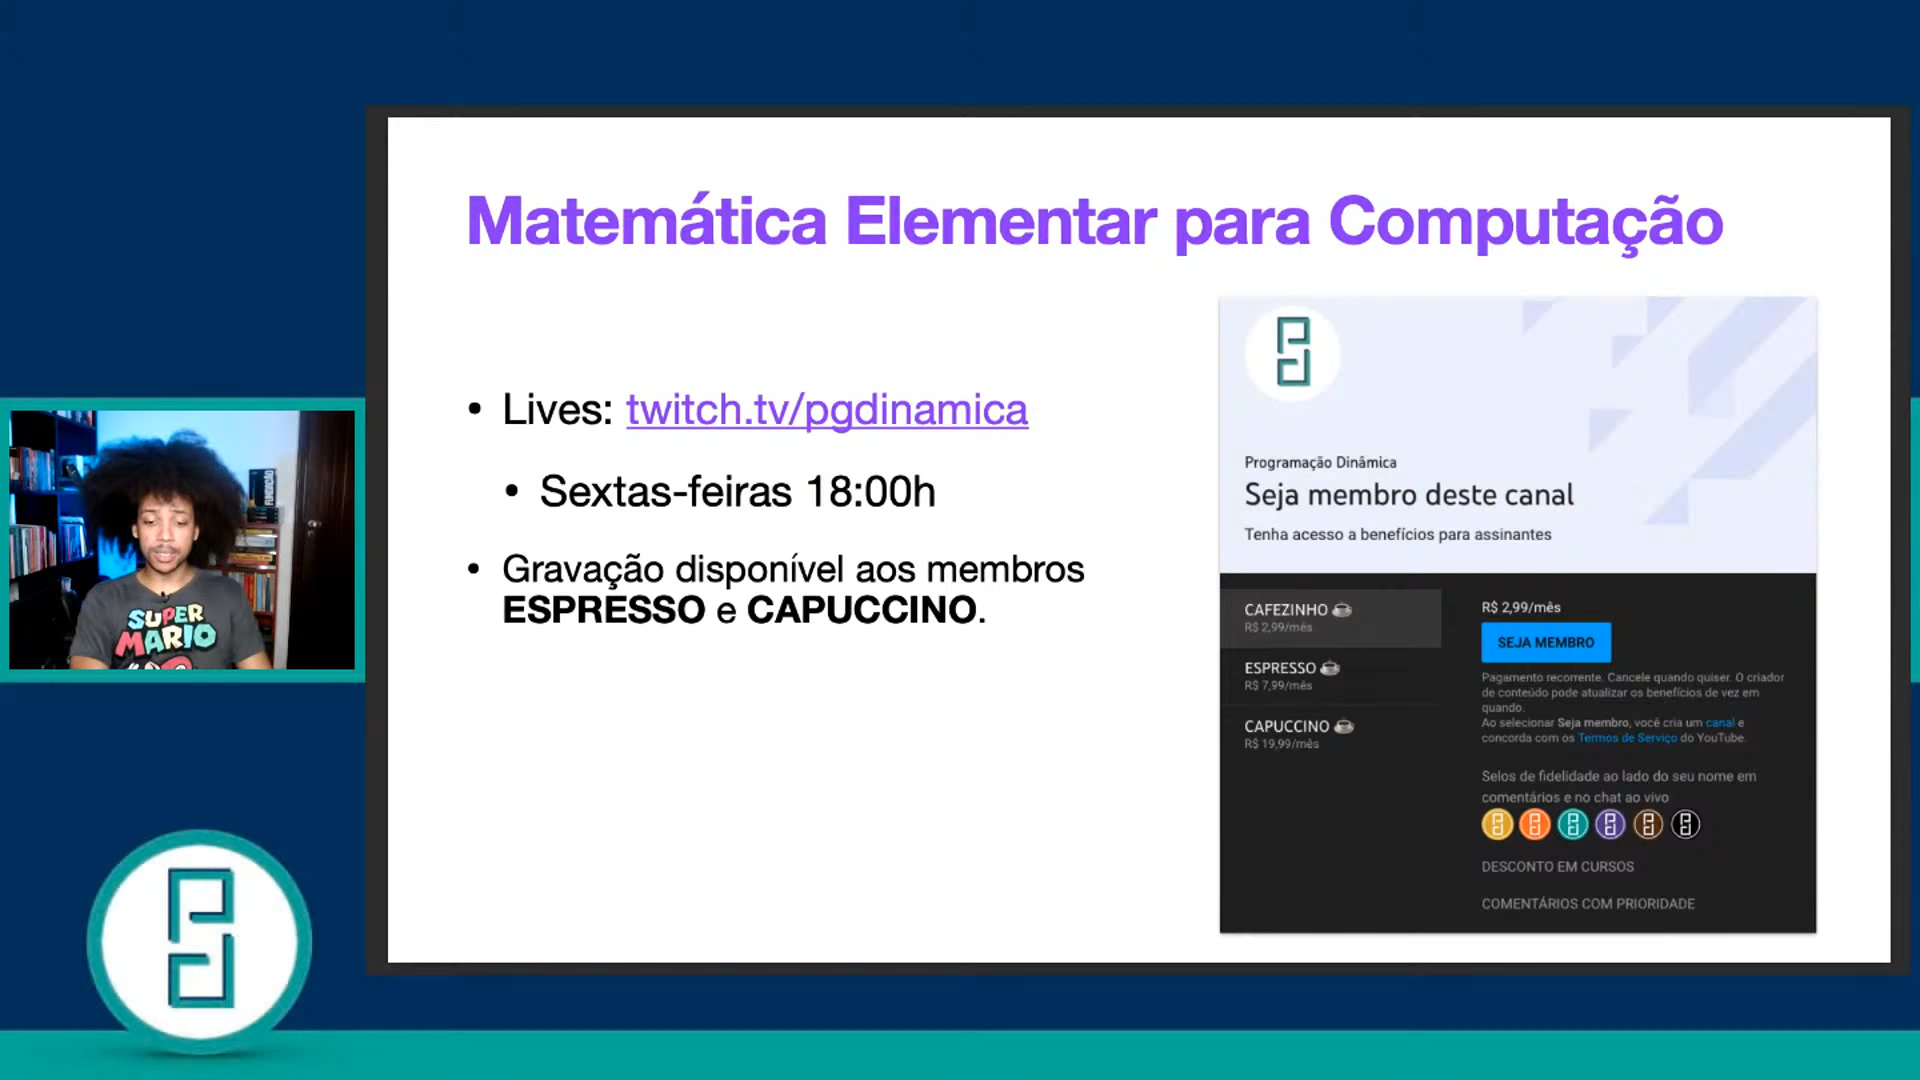 Matemática Elementar para Computação
• Lives: twitch.tv/pgdinamica
• Sextas-feiras 18:00h
• Gravação disponível aos membros
ESPRESSO e CAPUCCINO.
Programação Dinâmica
Seja membro deste canal
Tenha acesso a benefícios para assinantes
CAFEZINHO ☕
R$ 2,99/mês
ESPRESSO ☕
R$ 7,99/mês
CAPUCCINO ☕
R$ 19,99/mês
R$ 2,99/mês
SEJA MEMBRO
Pagamento recorrente. Cancele quando quiser. O criador
de conteúdo pode atualizar os benefícios de vez em
quando.
Ao selecionar Seja membro, você cria um canal e
concorda com os Termos de Serviço do YouTube.
Selos de fidelidade ao lado do seu nome em
comentários e no chat ao vivo
DESCONTO EM CURSOS
COMENTÁRIOS COM PRIORIDADE
FUNDAÇÃO
SUPER
MARIO